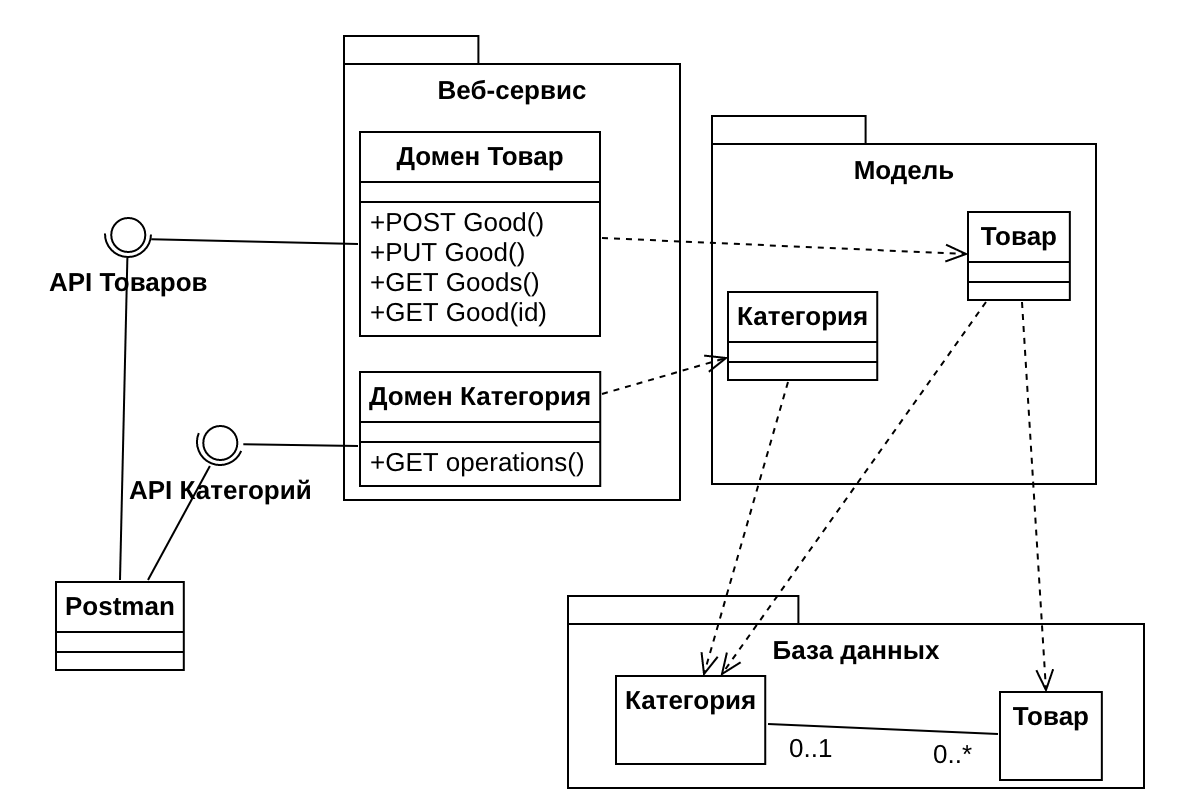 Веб-сервис
Домен Товар
+POST Good()
+PUT Good()
+GET Goods()
+GET Good(id)
Домен Категория
+GET operations()
Модель
Товар
Категория
API Товаров
API Категорий
Postman
База данных
Категория
Товар
0..1
0..*